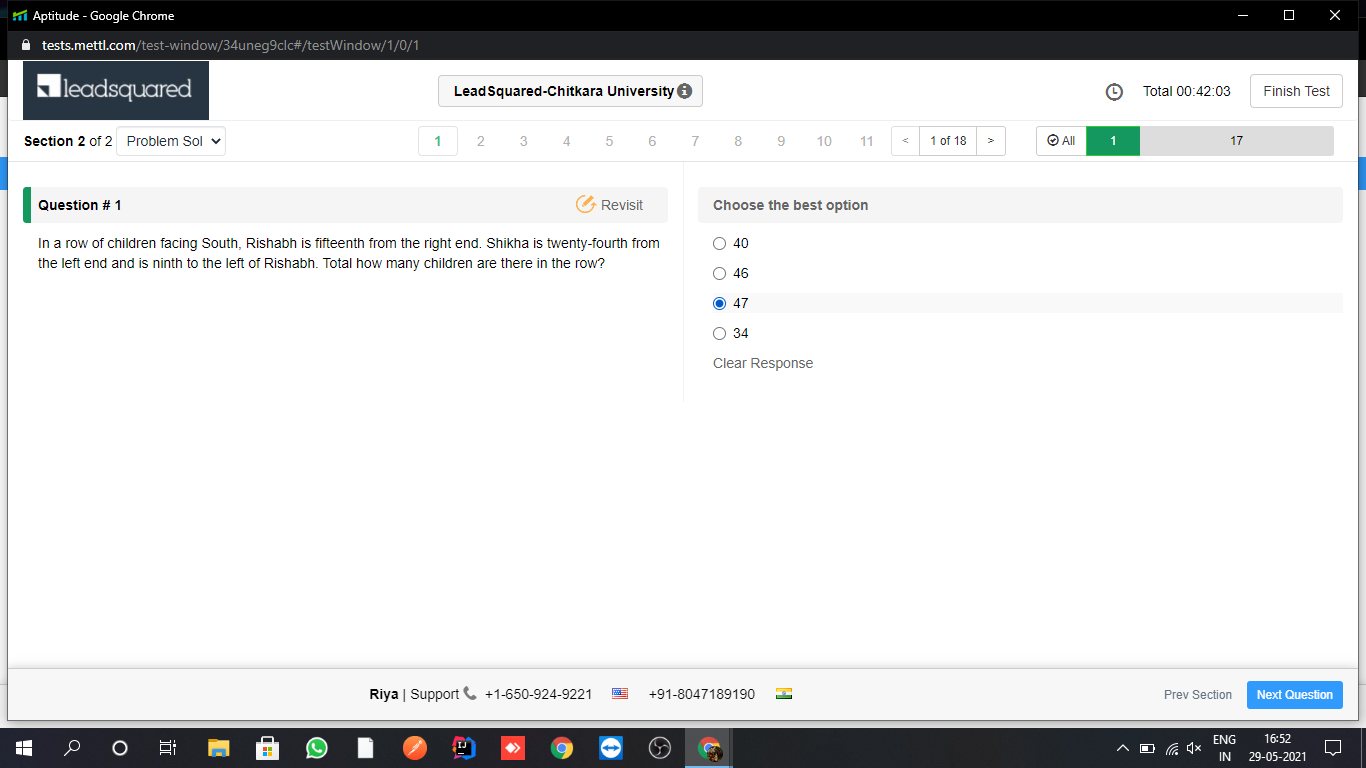 Aptitude - Google Chrome
tests.mettl.com/test-window/34uneg9clc#/testWindow/1/0/1
leadsquared
LeadSquared-Chitkara University
Total 00:42:03
Finish Test
Section 2 of 2 Problem Sol
1 2 3 4 5 6 7 8 9 10 11 < 1 of 18 >
All 1 17
Question # 1
Revisit
In a row of children facing South, Rishabh is fifteenth from the right end. Shikha is twenty-fourth from
the left end and is ninth to the left of Rishabh. Total how many children are there in the row?
Choose the best option
40
46
47
34
Clear Response
Riya | Support +1-650-924-9221 +91-8047189190
Prev Section
Next Question
ENG
IN
16:52
29-05-2021